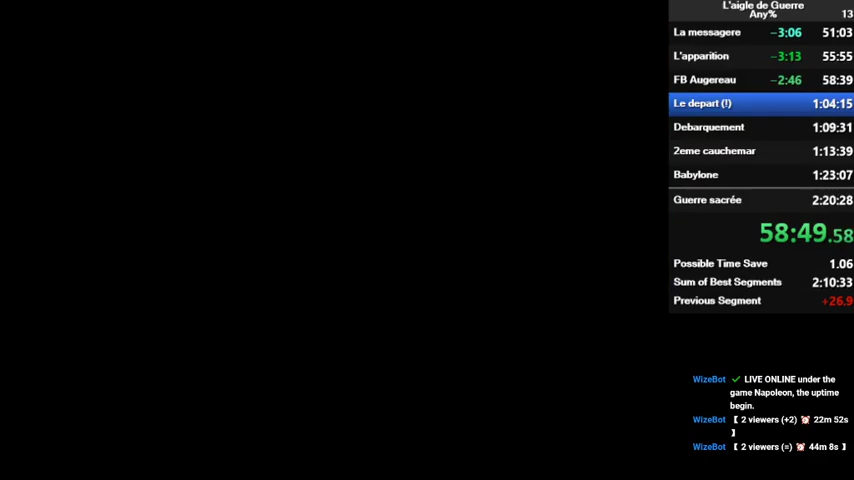 L'aigle de Guerre
Any% 13
La messagere −3:06 51:03
L'apparition −3:13 55:55
FB Augereau −2:46 58:39
Le depart (!) 1:04:15
Debarquement 1:09:31
2eme cauchemar 1:13:39
Babylone 1:23:07
Guerre sacrée 2:20:28
58:49.58
Possible Time Save 1.06
Sum of Best Segments 2:10:33
Previous Segment +26.9
WizeBot ✓ LIVE ONLINE under the
game Napoleon, the uptime
begin.
WizeBot 【 2 viewers (+2) ⏰ 22m 52s
】
WizeBot 【 2 viewers (=) ⏰ 44m 8s 】